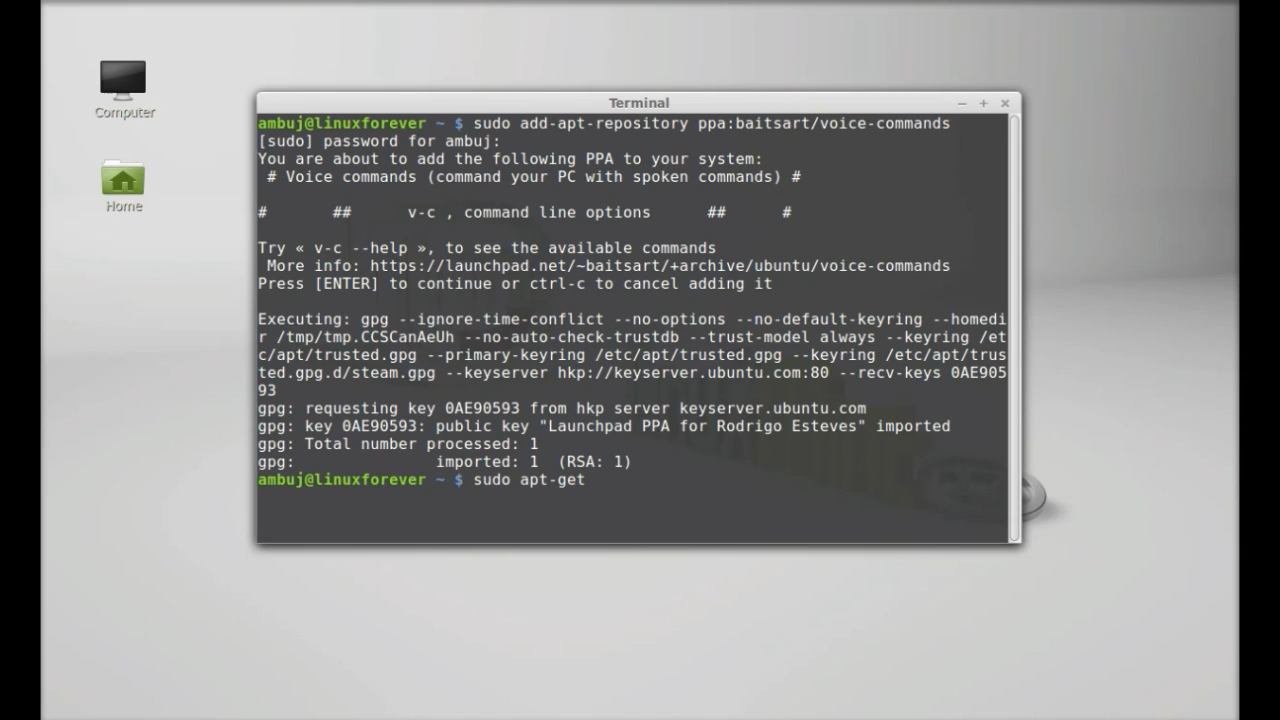 Computer
Home
Terminal
ambuj@linuxforever ~ $ sudo add-apt-repository ppa:baitsart/voice-commands
[sudo] password for ambuj:
You are about to add the following PPA to your system:
 # Voice commands (command your PC with spoken commands) #
#       ##      v-c , command line options      ##      #
Try « v-c --help », to see the available commands
 More info: https://launchpad.net/~baitsart/+archive/ubuntu/voice-commands
Press [ENTER] to continue or ctrl-c to cancel adding it
Executing: gpg --ignore-time-conflict --no-options --no-default-keyring --homedi
r /tmp/tmp.CCSCanAeUh --no-auto-check-trustdb --trust-model always --keyring /et
c/apt/trusted.gpg --primary-keyring /etc/apt/trusted.gpg --keyring /etc/apt/trus
ted.gpg.d/steam.gpg --keyserver hkp://keyserver.ubuntu.com:80 --recv-keys 0AE905
93
gpg: requesting key 0AE90593 from hkp server keyserver.ubuntu.com
gpg: key 0AE90593: public key "Launchpad PPA for Rodrigo Esteves" imported
gpg: Total number processed: 1
gpg:               imported: 1  (RSA: 1)
ambuj@linuxforever ~ $ sudo apt-get